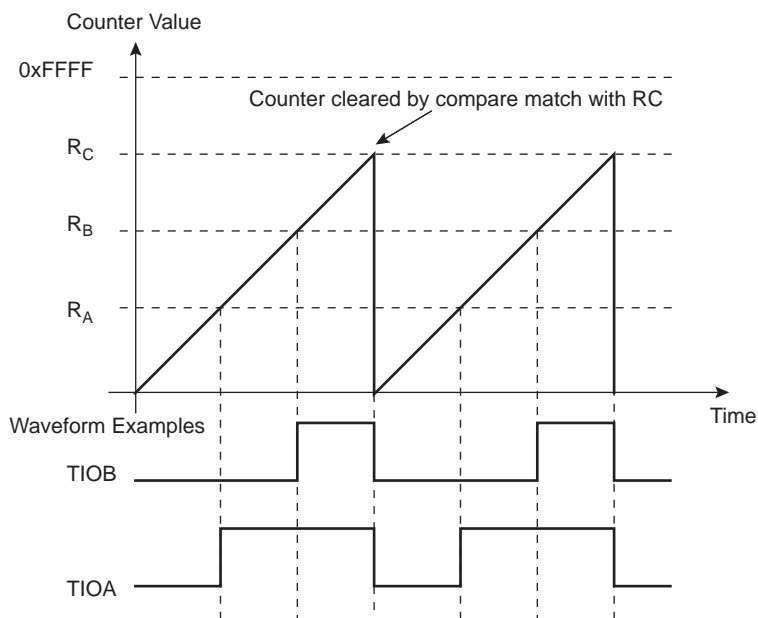 Counter Value
0xFFFF
Counter cleared by compare match with RC
RC
RB
RA
Time
Waveform Examples
TIOB
TIOA